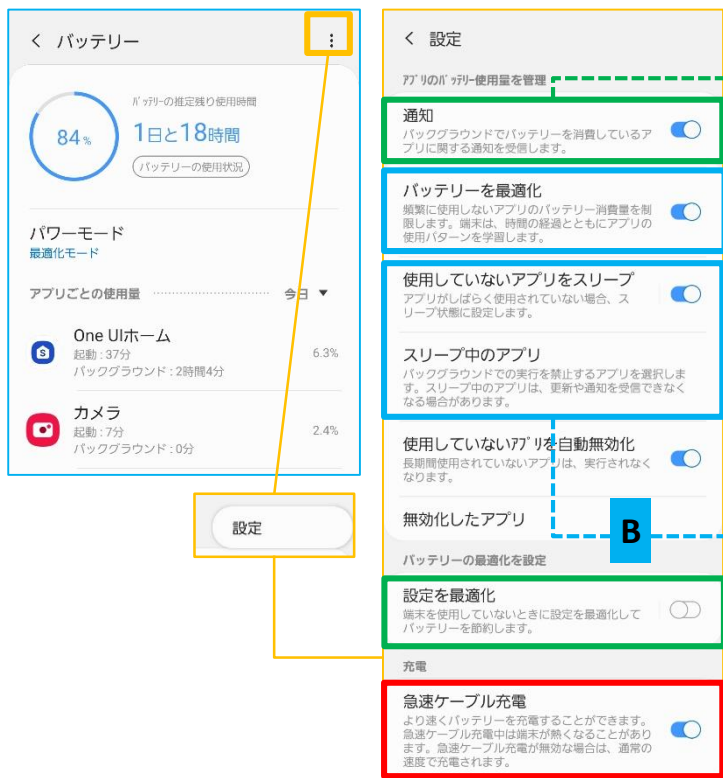 バッテリー
84%
バッテリーの推定残り使用時間
1日と18時間
バッテリーの使用状況
パワーモード
最適化モード
アプリごとの使用量
今日 ▼
One UIホーム
起動 : 37分
バックグラウンド : 2時間4分
6.3%
カメラ
起動 : 7分
バックグラウンド : 0分
2.4%
設定
設定
アプリのバッテリー使用量を管理
通知
バックグラウンドでバッテリーを消費しているア
プリに関する通知を受信します。
バッテリーを最適化
頻繁に使用しないアプリのバッテリー消費量を制
限します。端末は、時間の経過とともにアプリの
使用パターンを学習します。
使用していないアプリをスリープ
アプリがしばらく使用されていない場合、ス
リープ状態に設定します。
スリープ中のアプリ
バックグラウンドでの実行を禁止するアプリを選択しま
す。スリープ中のアプリは、更新や通知を受信できなく
なる場合があります。
使用していないアプリを自動無効化
長期間使用されていないアプリは、実行されなく
なります。
無効化したアプリ
B
バッテリーの最適化を設定
設定を最適化
端末を使用していないときに設定を最適化して
バッテリーを節約します。
充電
急速ケーブル充電
より速くバッテリーを充電することができます。
急速ケーブル充電中は端末が熱くなることがあり
ます。急速ケーブル充電が無効な場合は、通常の
速度で充電されます。